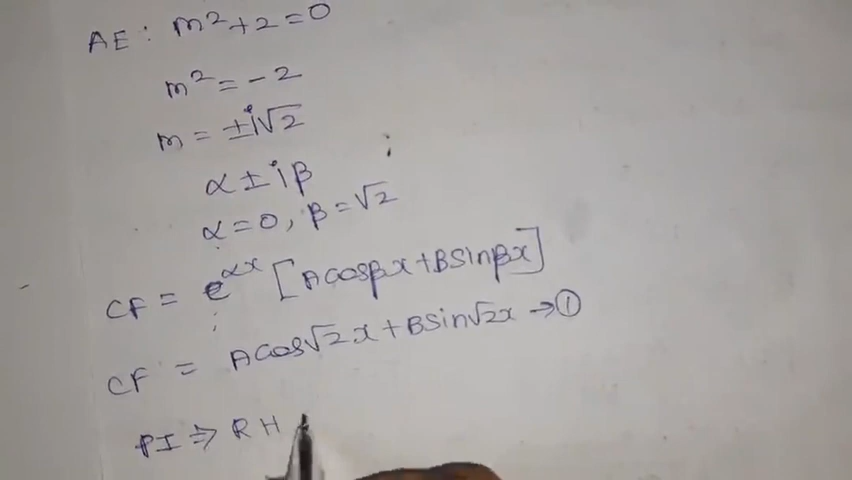 AE: m²+2=0
m²=-2
m=±i√2
α±iβ
α=0, β=√2
CF = e^αx [Acosβx+Bsinβx]
CF = Acos√2x+Bsin√2x→①
PI ⇒ RH